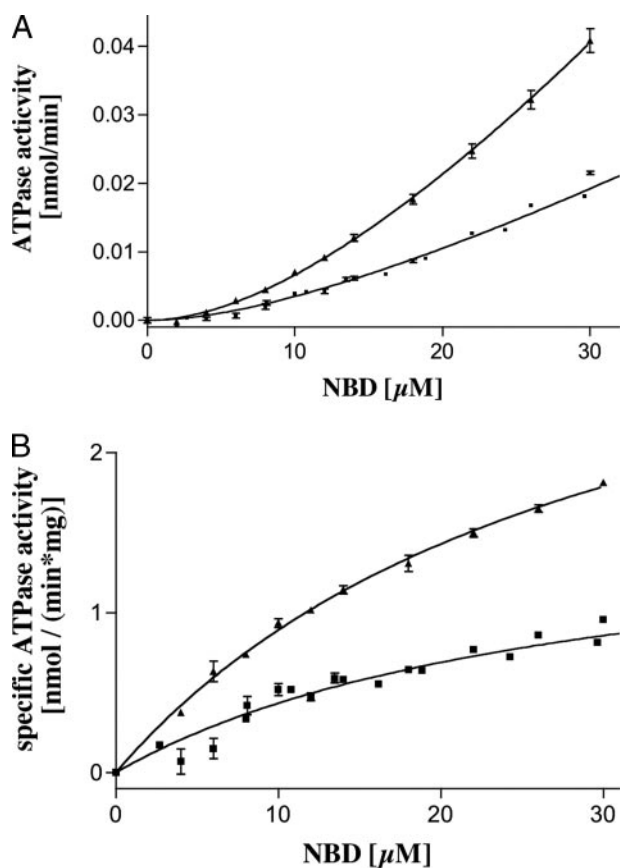 A
ATPase acticvity
[nmol/min]
0.04
0.03
0.02
0.01
0.00
0 10 20 30
NBD [µM]
B
specific ATPase activity
[nmol / (min*mg)]
2
1
0
0 10 20 30
NBD [µM]